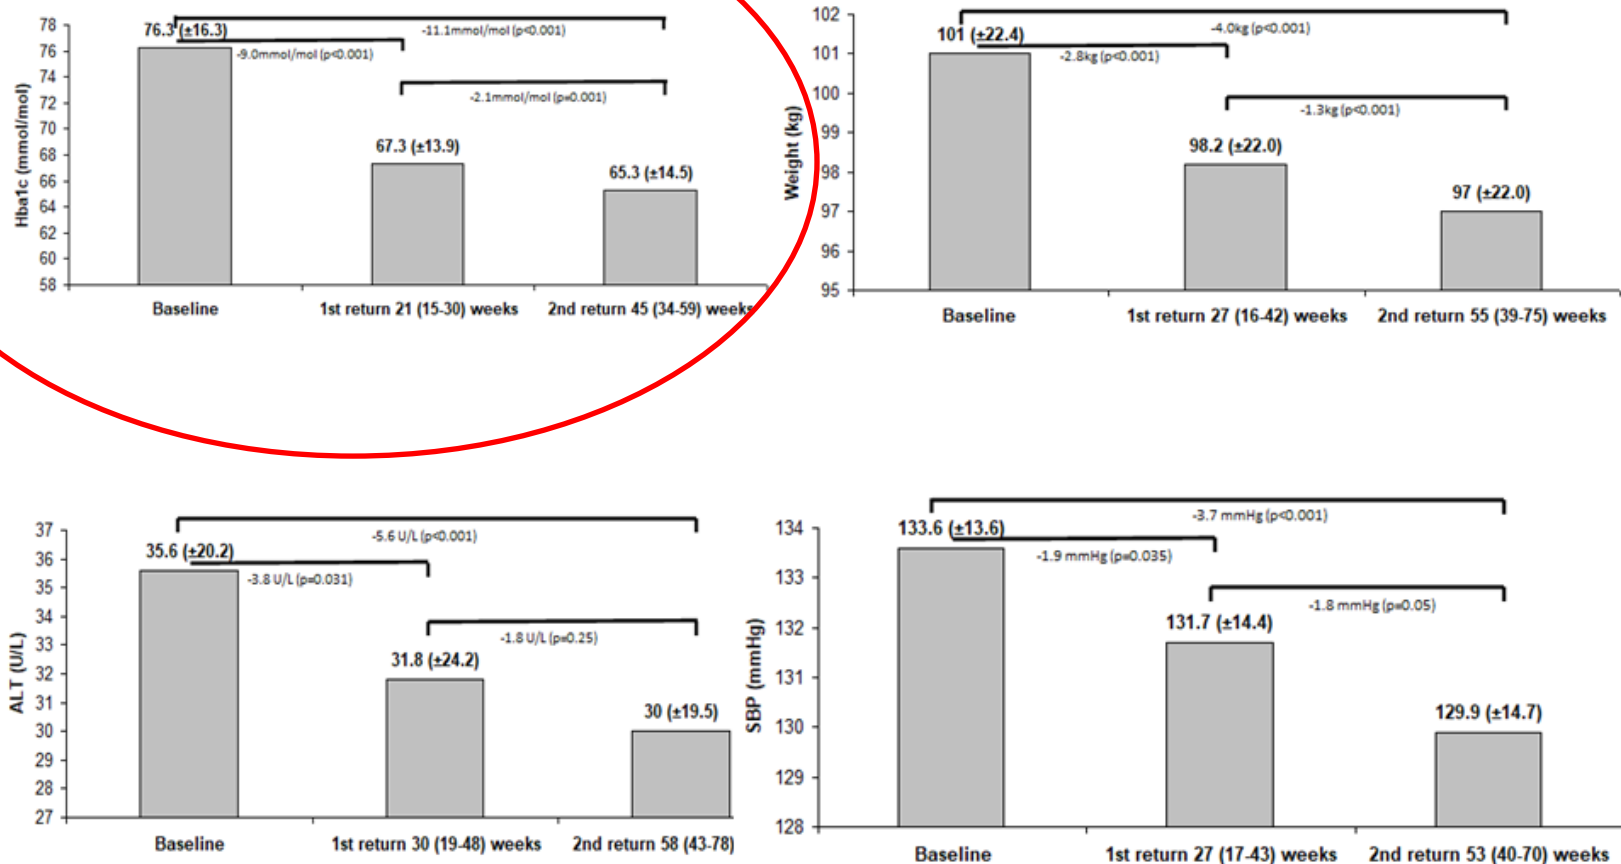 78
76
74
72
70
68
66
64
62
60
58
Hba1c (mmol/mol)
76.3 (±16.3)
-11.1mmol/mol (p<0.001)
-9.0mmol/mol (p<0.001)
-2.1mmol/mol (p=0.001)
67.3 (±13.9)
65.3 (±14.5)
Baseline
1st return 21 (15-30) weeks
2nd return 45 (34-59) weeks
102
101
100
99
98
97
96
95
Weight (kg)
101 (±22.4)
-4.0kg (p<0.001)
-2.8kg (p<0.001)
-1.3kg (p<0.001)
98.2 (±22.0)
97 (±22.0)
Baseline
1st return 27 (16-42) weeks
2nd return 55 (39-75) weeks
37
36
35
34
33
32
31
30
29
28
27
ALT (U/L)
35.6 (±20.2)
-5.6 U/L (p<0.001)
-3.8 U/L (p=0.031)
-1.8 U/L (p=0.25)
31.8 (±24.2)
30 (±19.5)
Baseline
1st return 30 (19-48) weeks
2nd return 58 (43-78)
134
133
132
131
130
129
128
SBP (mmHg)
133.6 (±13.6)
-3.7 mmHg (p<0.001)
-1.9 mmHg (p=0.035)
-1.8 mmHg (p=0.05)
131.7 (±14.4)
129.9 (±14.7)
Baseline
1st return 27 (17-43) weeks
2nd return 53 (40-70) weeks